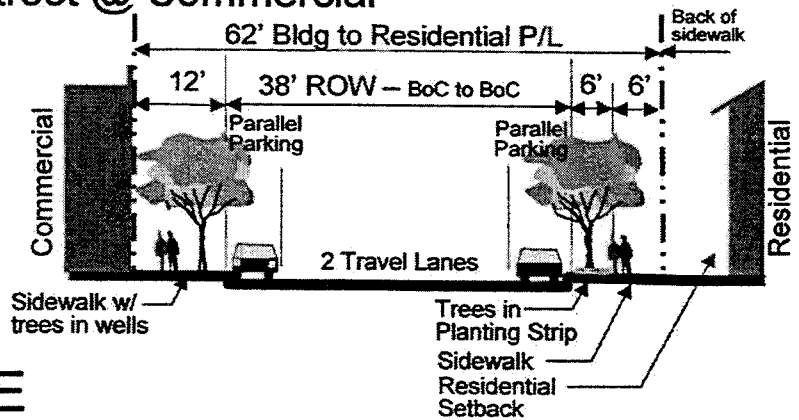 @ Commercial
62' Bldg to Residential P/L
Back of
sidewalk
12'
38' ROW – BoC to BoC
6'
6'
Parallel
Parking
Parallel
Parking
Commercial
Residential
2 Travel Lanes
Sidewalk w/
trees in wells
Trees in
Planting Strip
Sidewalk
Residential
Setback